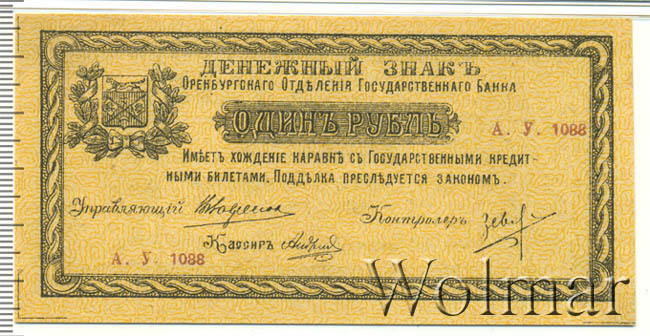 ДЕНЕЖНЫЙ ЗНАКЪ
ОРЕНБУРГСКАГО ОТДѢЛЕНІЯ ГОСУДАРСТВЕННАГО БАНКА
ОДИНЪ РУБЛЬ
А. У. 1088
ИМѢЕТЪ ХОЖДЕНІЕ НАРАВНѢ СЪ ГОСУДАРСТВЕННЫМИ КРЕДИТ-
НЫМИ БИЛЕТАМИ. ПОДДѢЛКА ПРЕСЛѢДУЕТСЯ ЗАКОНОМЪ.
Управляющій
Контролеръ
Кассиръ
А. У. 1088
Wolmar